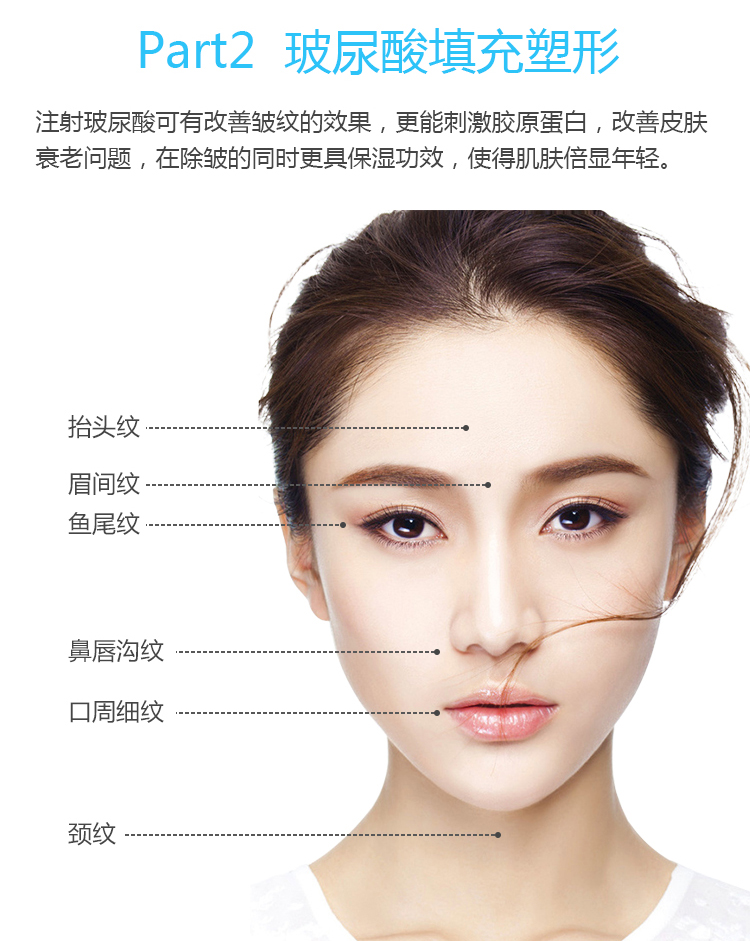 Part2 玻尿酸填充塑形
注射玻尿酸可有改善皱纹的效果，更能刺激胶原蛋白，改善皮肤
衰老问题，在除皱的同时更具保湿功效，使得肌肤倍显年轻。
抬头纹
眉间纹
鱼尾纹
鼻唇沟纹
口周细纹
颈纹